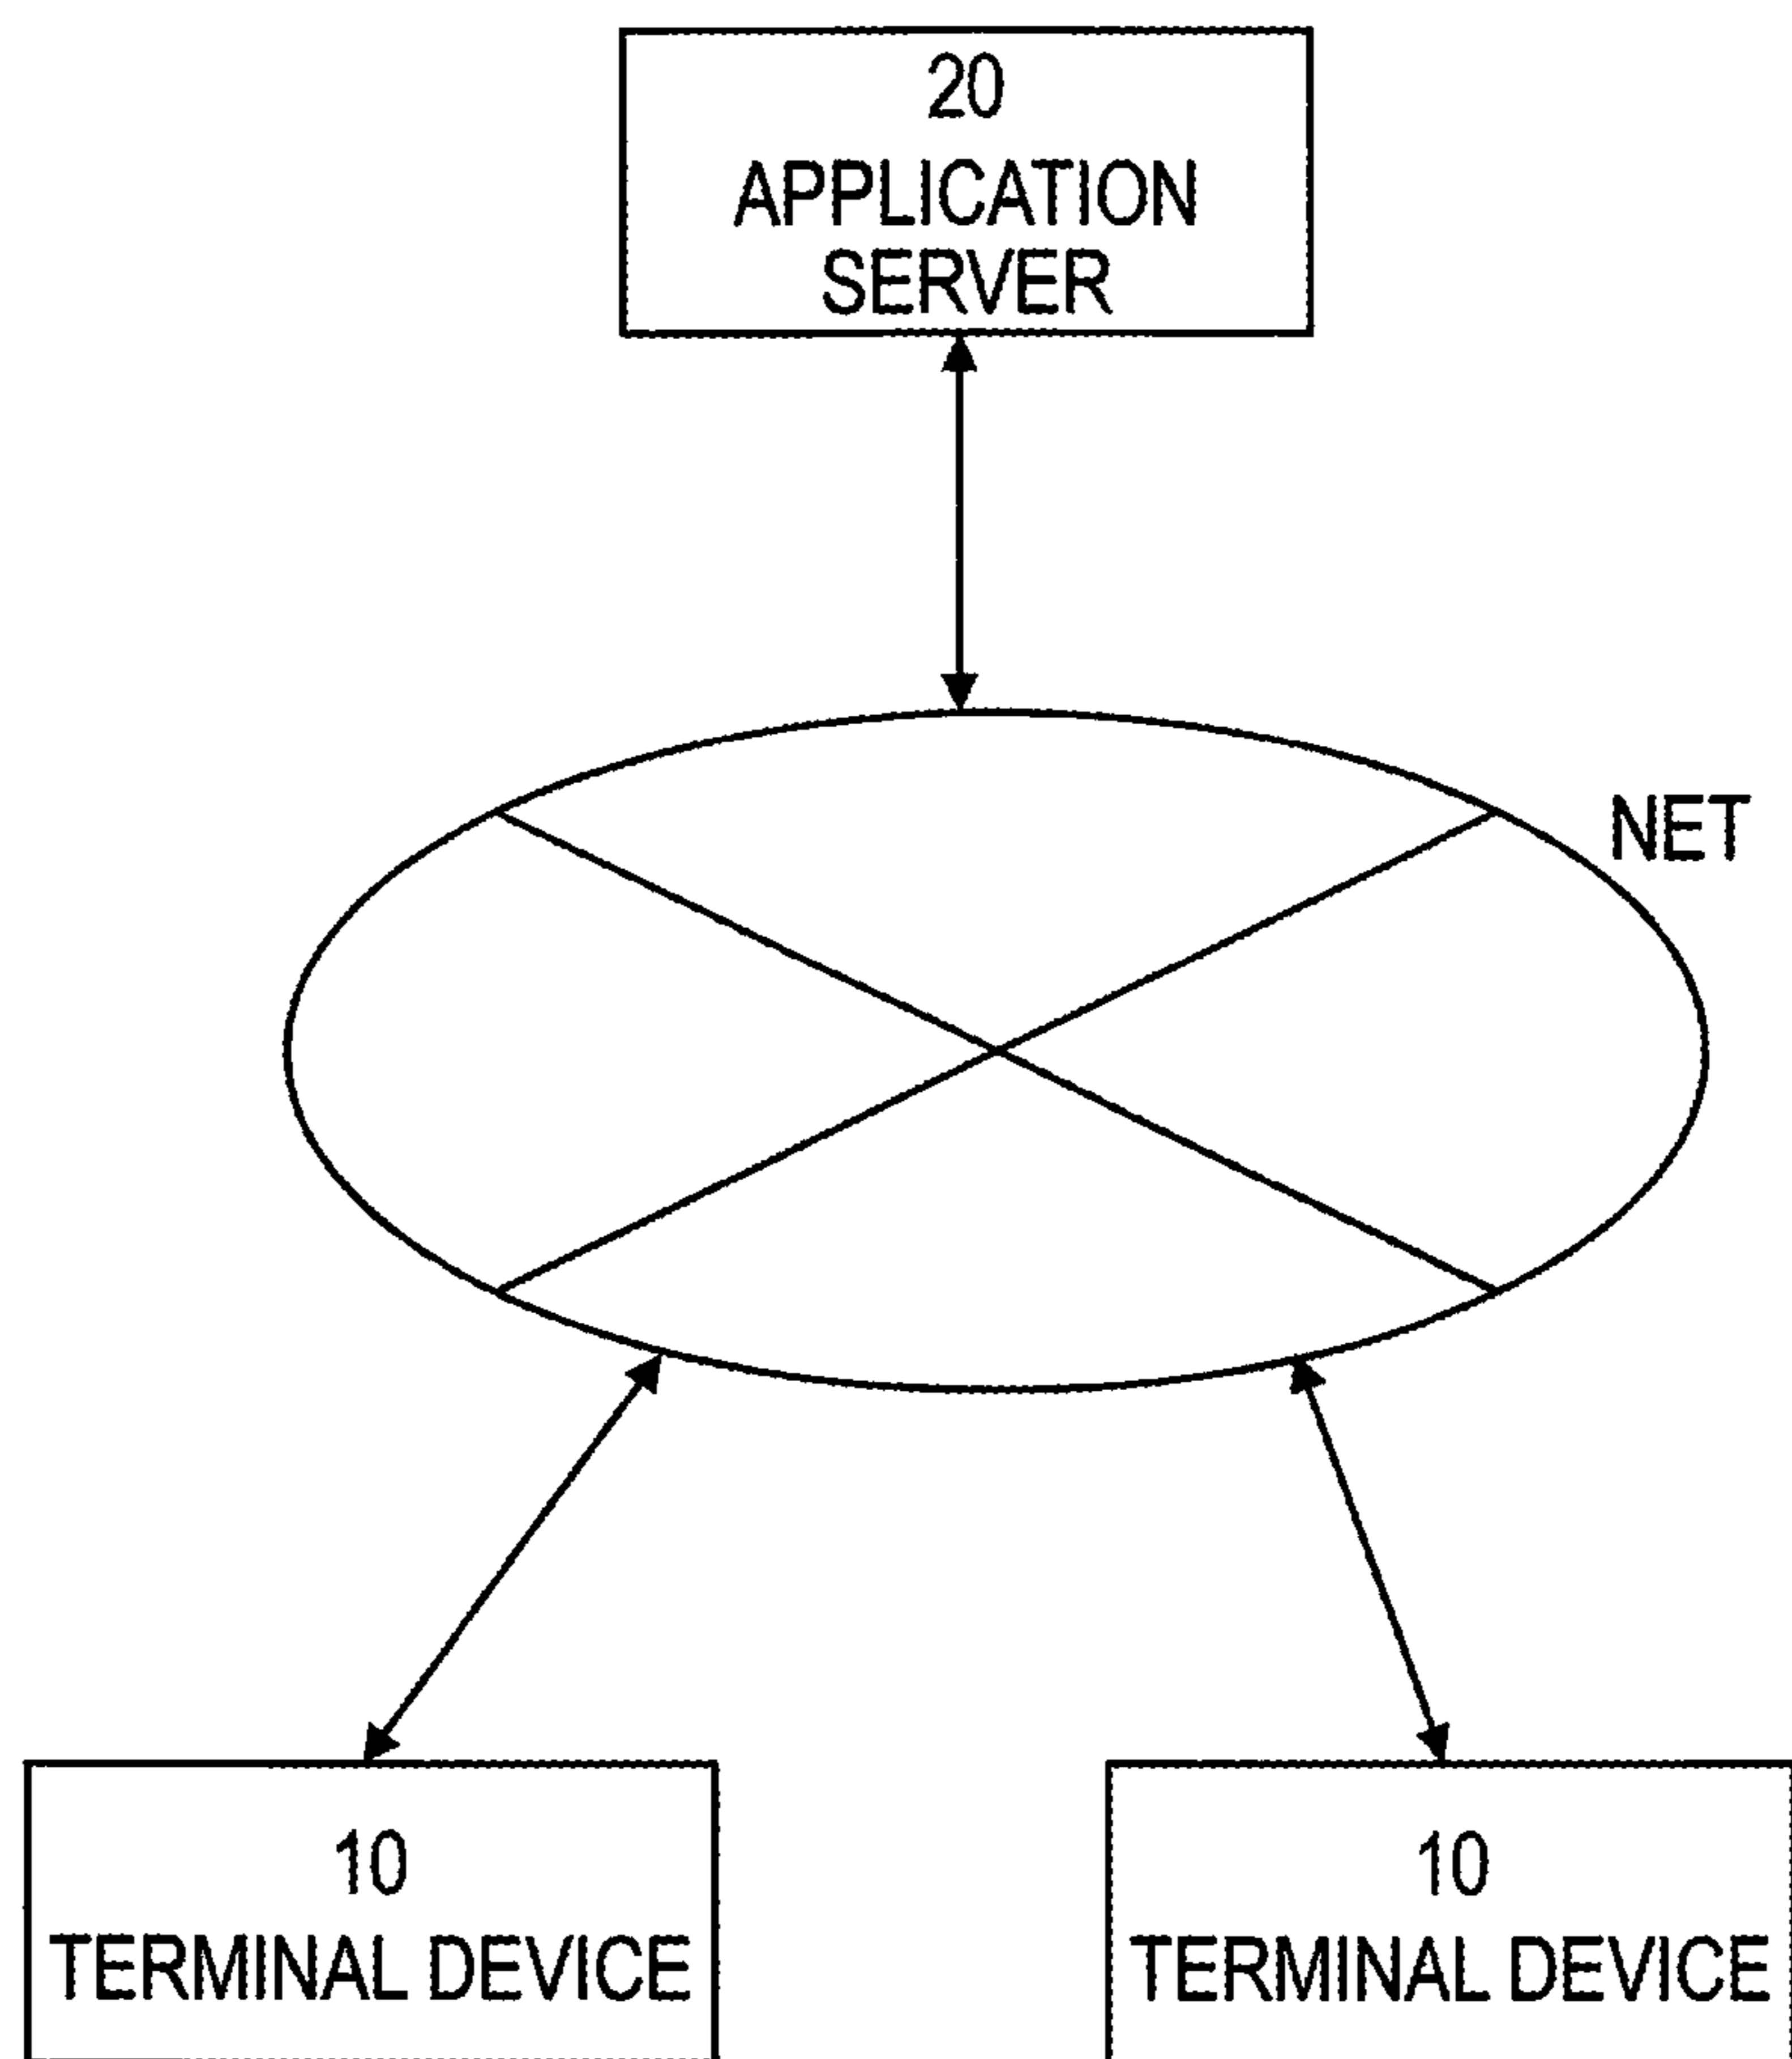 20
APPLICATION
SERVER
NET
10
TERMINAL DEVICE
10
TERMINAL DEVICE